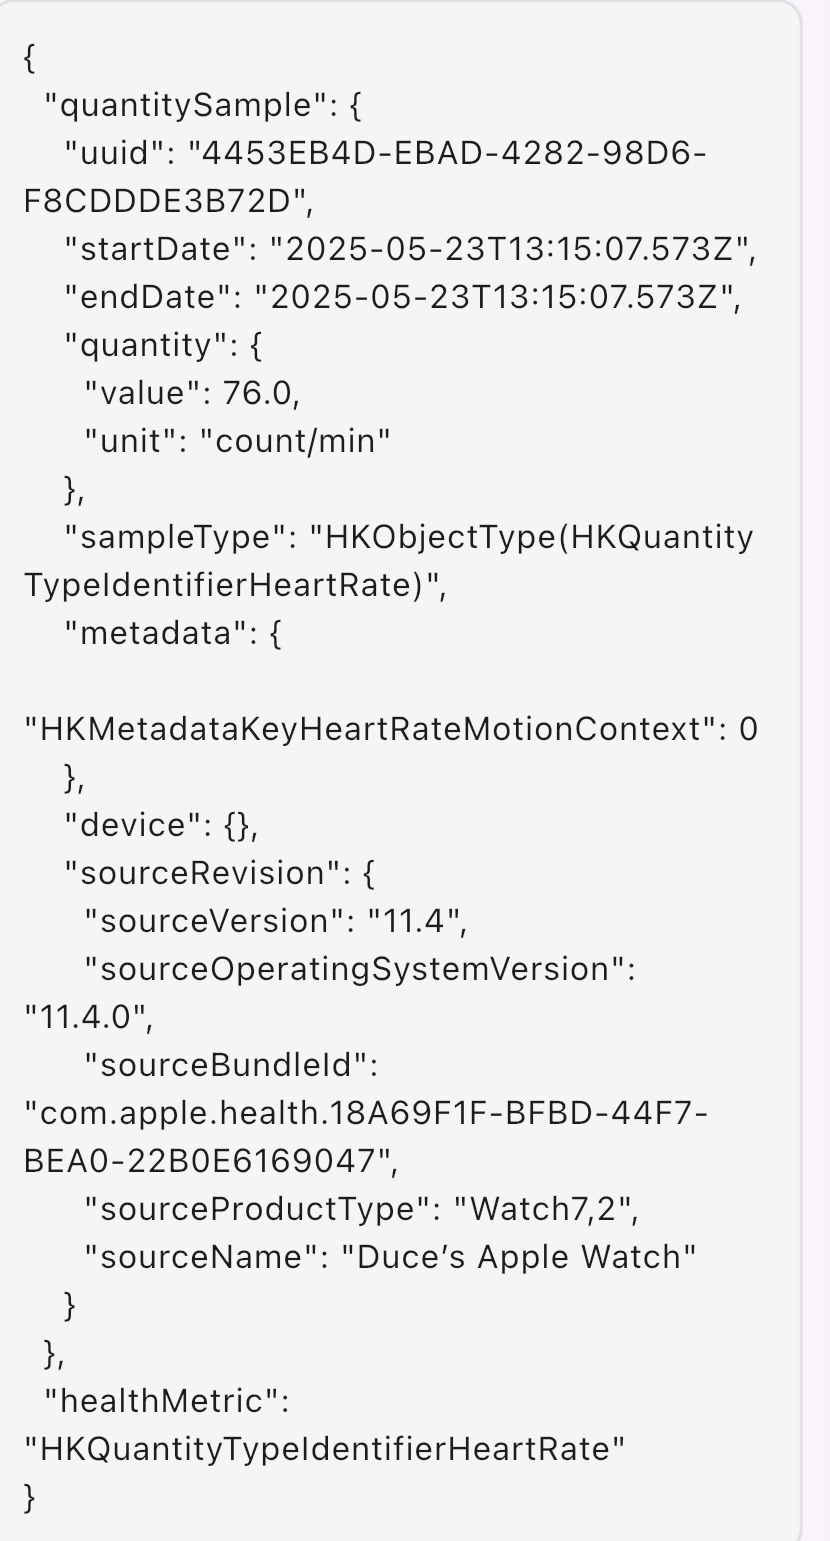 {
"quantitySample": {
"uuid": "4453EB4D-EBAD-4282-98D6-
F8CDDDE3B72D",
"startDate": "2025-05-23T13:15:07.573Z",
"endDate": "2025-05-23T13:15:07.573Z",
"quantity": {
"value": 76.0,
"unit": "count/min"
},
"sampleType": "HKObjectType(HKQuantity
TypeIdentifierHeartRate)",
"metadata": {
"HKMetadataKeyHeartRateMotionContext": 0
},
"device": {},
"sourceRevision": {
"sourceVersion": "11.4",
"sourceOperatingSystemVersion":
"11.4.0",
"sourceBundleId":
"com.apple.health.18A69F1F-BFBD-44F7-
BEA0-22B0E6169047",
"sourceProductType": "Watch7,2",
"sourceName": "Duce’s Apple Watch"
}
},
"healthMetric":
"HKQuantityTypeIdentifierHeartRate"
}